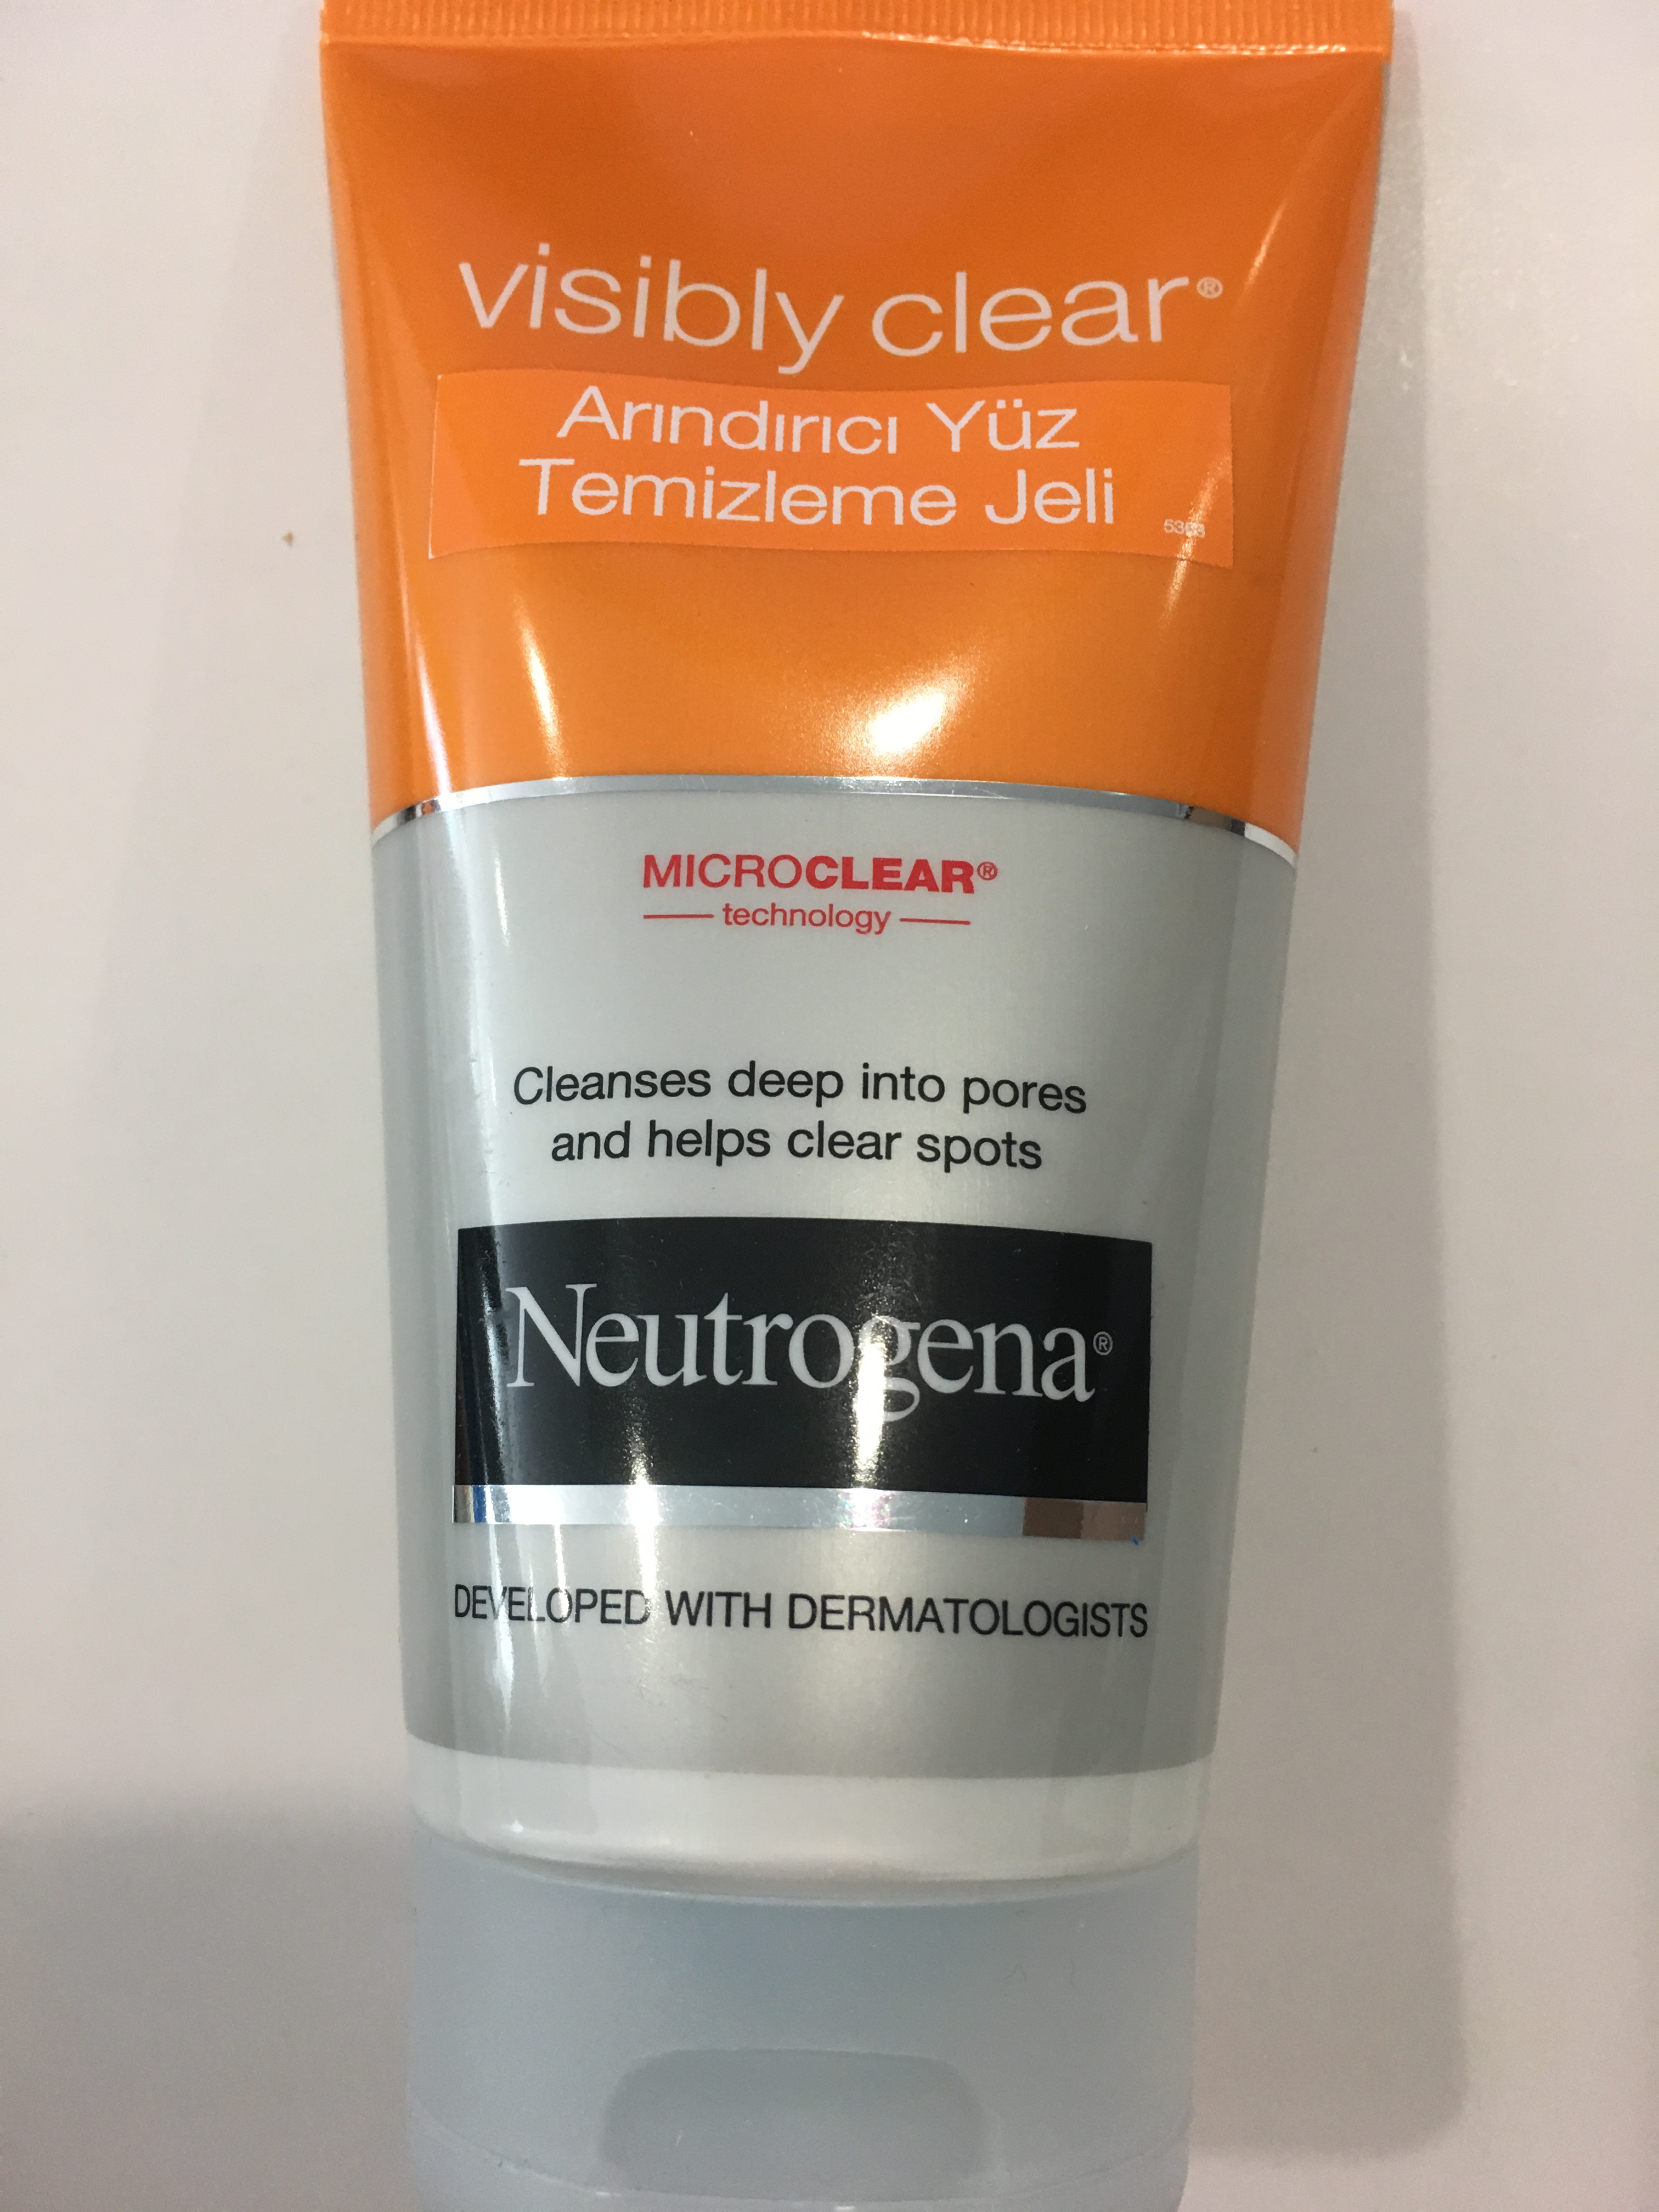 visibly clear®
Arındırıcı Yüz
Temizleme Jeli
MICROCLEAR®
technology
Cleanses deep into pores
and helps clear spots
Neutrogena®
DEVELOPED WITH DERMATOLOGISTS